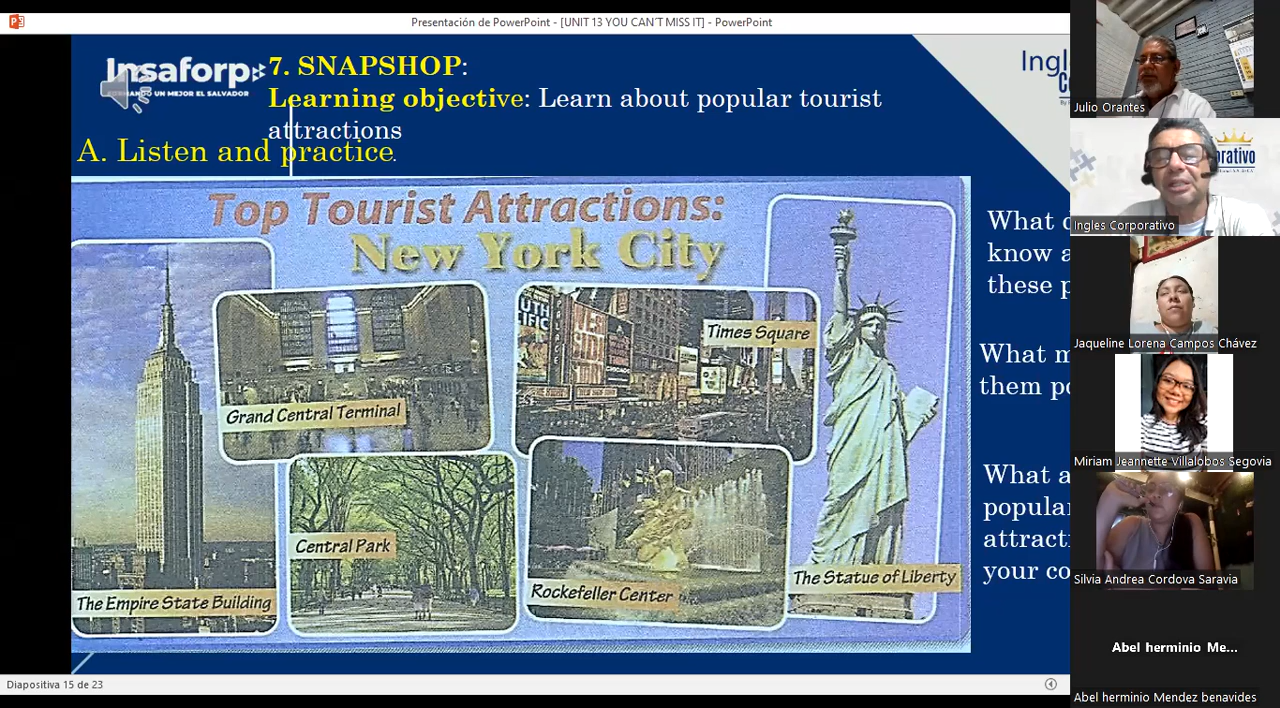 Presentación de PowerPoint - [UNIT 13 YOU CAN´T MISS IT] - PowerPoint
Insaforp
UN MEJOR EL SALVADOR
7. SNAPSHOP:
Learning objective: Learn about popular tourist
attractions
A. Listen and practice.
Top Tourist Attractions:
New York City
Grand Central Terminal
Times Square
Central Park
Rockefeller Center
The Empire State Building
The Statue of Liberty
What
know
these
What
them
What
your
Diapositiva 15 de 23
Julio Orantes
Ingles Corporativo
Jaqueline Lorena Campos Chávez
Miriam Jeannette Villalobos Segovia
Silvia Andrea Cordova Saravia
Abel herminio Me...
Abel herminio Mendez benavides